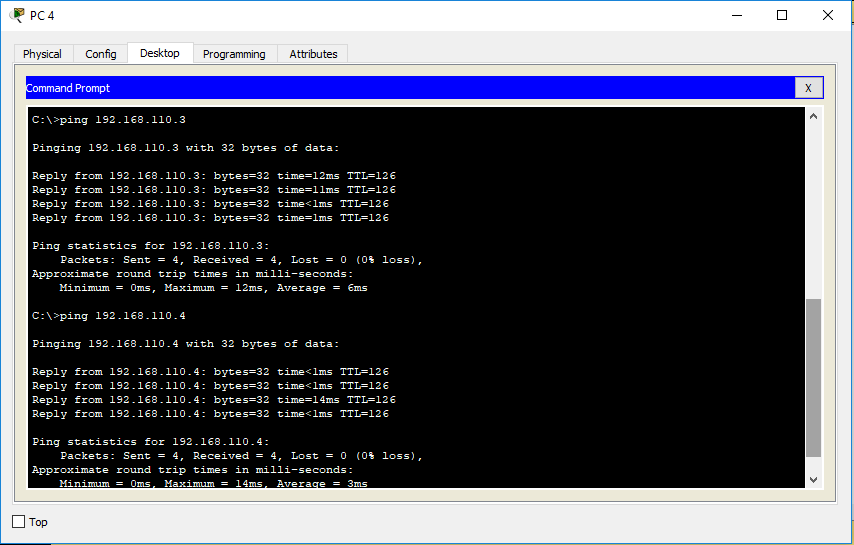 PC 4
Physical Config Desktop Programming Attributes
Command Prompt X
C:\>ping 192.168.110.3
Pinging 192.168.110.3 with 32 bytes of data:
Reply from 192.168.110.3: bytes=32 time=12ms TTL=126
Reply from 192.168.110.3: bytes=32 time=11ms TTL=126
Reply from 192.168.110.3: bytes=32 time<1ms TTL=126
Reply from 192.168.110.3: bytes=32 time=1ms TTL=126
Ping statistics for 192.168.110.3:
    Packets: Sent = 4, Received = 4, Lost = 0 (0% loss),
Approximate round trip times in milli-seconds:
    Minimum = 0ms, Maximum = 12ms, Average = 6ms
C:\>ping 192.168.110.4
Pinging 192.168.110.4 with 32 bytes of data:
Reply from 192.168.110.4: bytes=32 time<1ms TTL=126
Reply from 192.168.110.4: bytes=32 time<1ms TTL=126
Reply from 192.168.110.4: bytes=32 time=14ms TTL=126
Reply from 192.168.110.4: bytes=32 time<1ms TTL=126
Ping statistics for 192.168.110.4:
    Packets: Sent = 4, Received = 4, Lost = 0 (0% loss),
Approximate round trip times in milli-seconds:
    Minimum = 0ms, Maximum = 14ms, Average = 3ms
Top